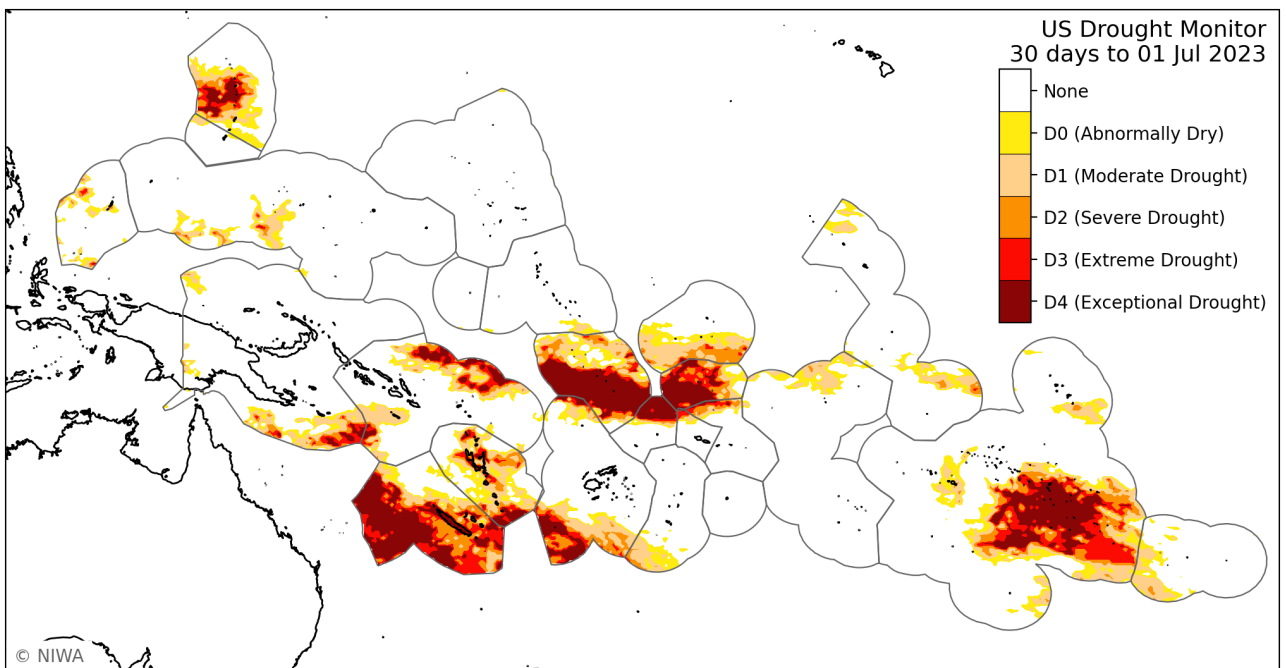 US Drought Monitor
30 days to 01 Jul 2023
None
D0 (Abnormally Dry)
D1 (Moderate Drought)
D2 (Severe Drought)
D3 (Extreme Drought)
D4 (Exceptional Drought)
© NIWA